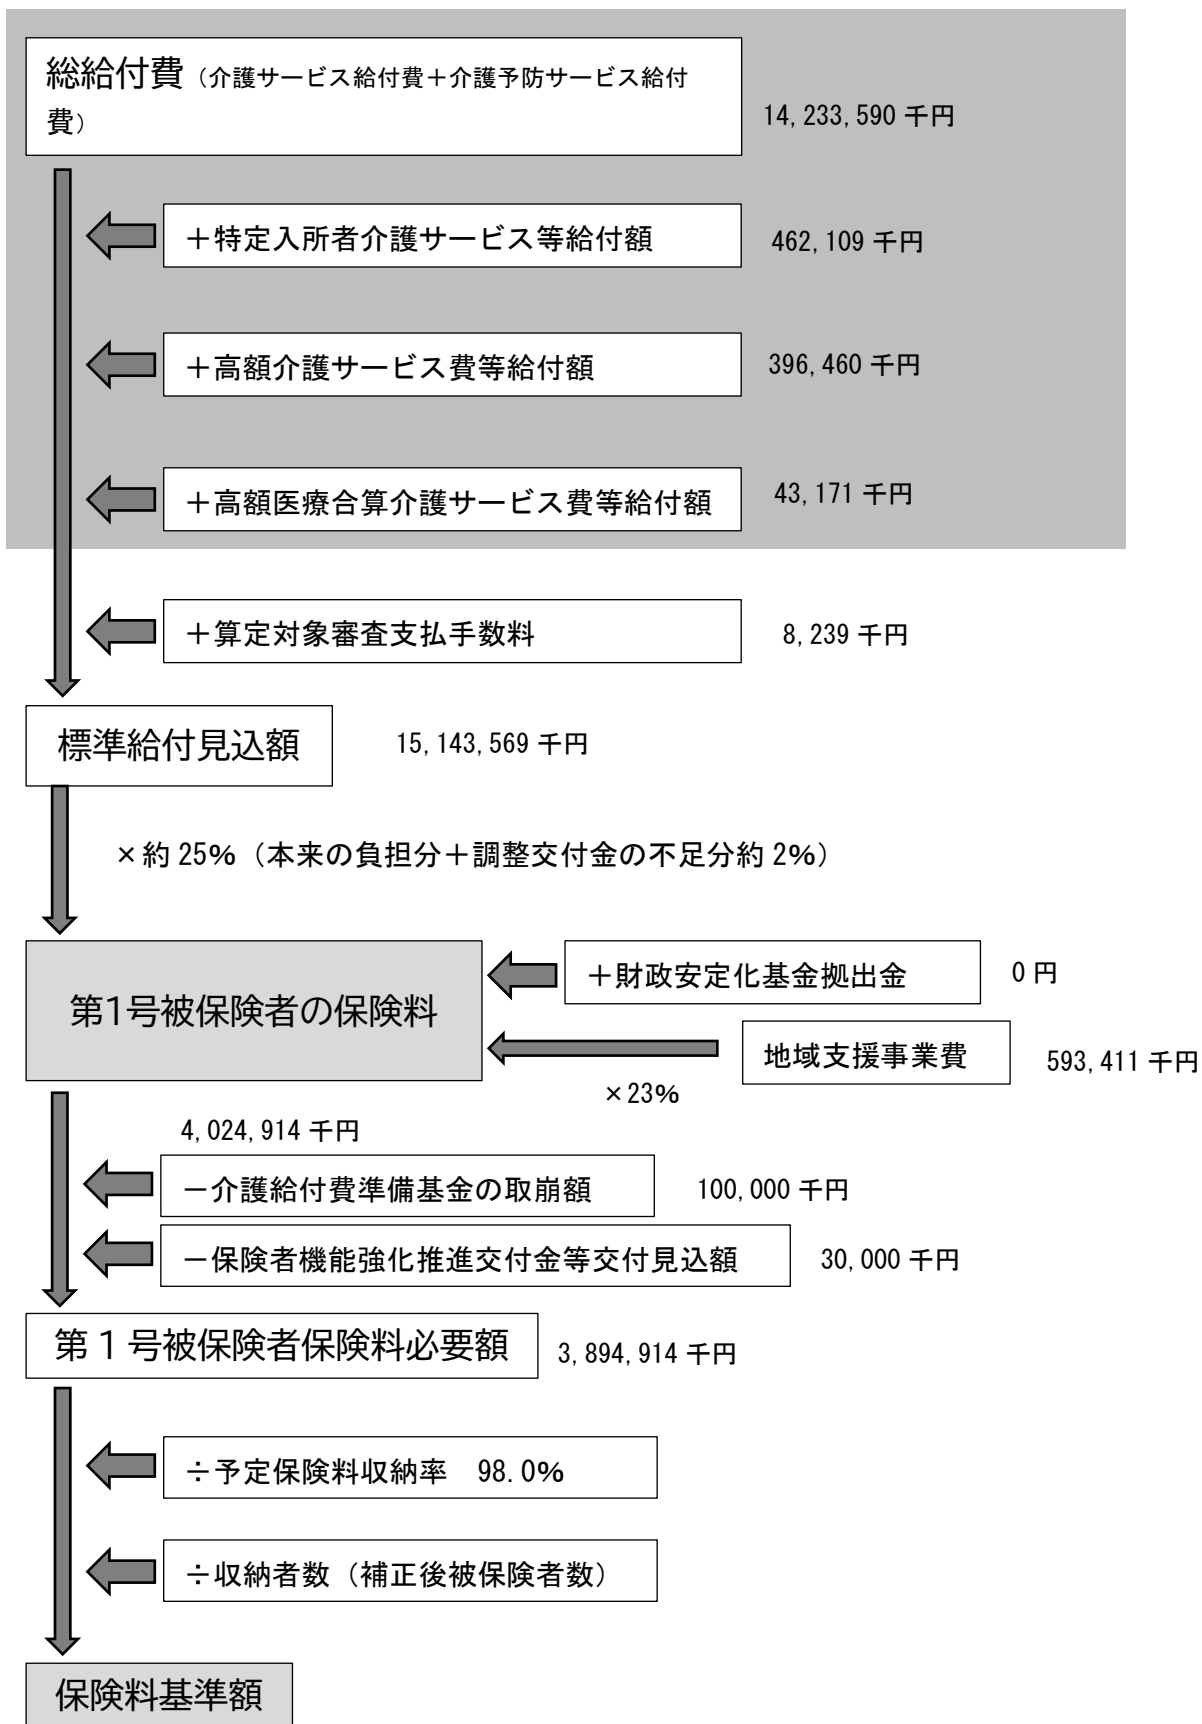 総給付費（介護サービス給付費＋介護予防サービス給付
費）
14,233,590 千円
＋特定入所者介護サービス等給付額
462,109 千円
＋高額介護サービス費等給付額
396,460 千円
＋高額医療合算介護サービス費等給付額
43,171 千円
＋算定対象審査支払手数料
8,239 千円
標準給付見込額
15,143,569 千円
×約 25%（本来の負担分＋調整交付金の不足分約 2%）
第1号被保険者の保険料
＋財政安定化基金拠出金
0 円
地域支援事業費
593,411 千円
×23%
4,024,914 千円
－介護給付費準備基金の取崩額
100,000 千円
－保険者機能強化推進交付金等交付見込額
30,000 千円
第１号被保険者保険料必要額
3,894,914 千円
÷予定保険料収納率　98.0%
÷収納者数（補正後被保険者数）
保険料基準額